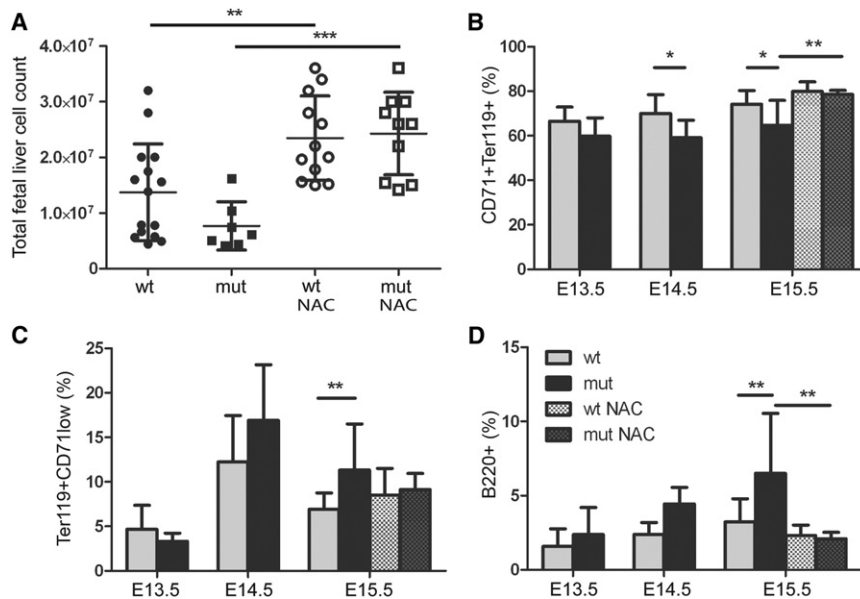 A
**
***
Total fetal liver cell count
4.0×10⁷
3.0×10⁷
2.0×10⁷
1.0×10⁷
0
wt
mut
wt
NAC
mut
NAC
B
CD71+Ter119+ (%)
100
80
60
40
20
0
*
*
**
E13.5
E14.5
E15.5
C
Ter119+CD71low (%)
25
20
15
10
5
0
**
E13.5
E14.5
E15.5
D
B220+ (%)
15
10
5
0
wt
mut
wt NAC
mut NAC
**
**
E13.5
E14.5
E15.5